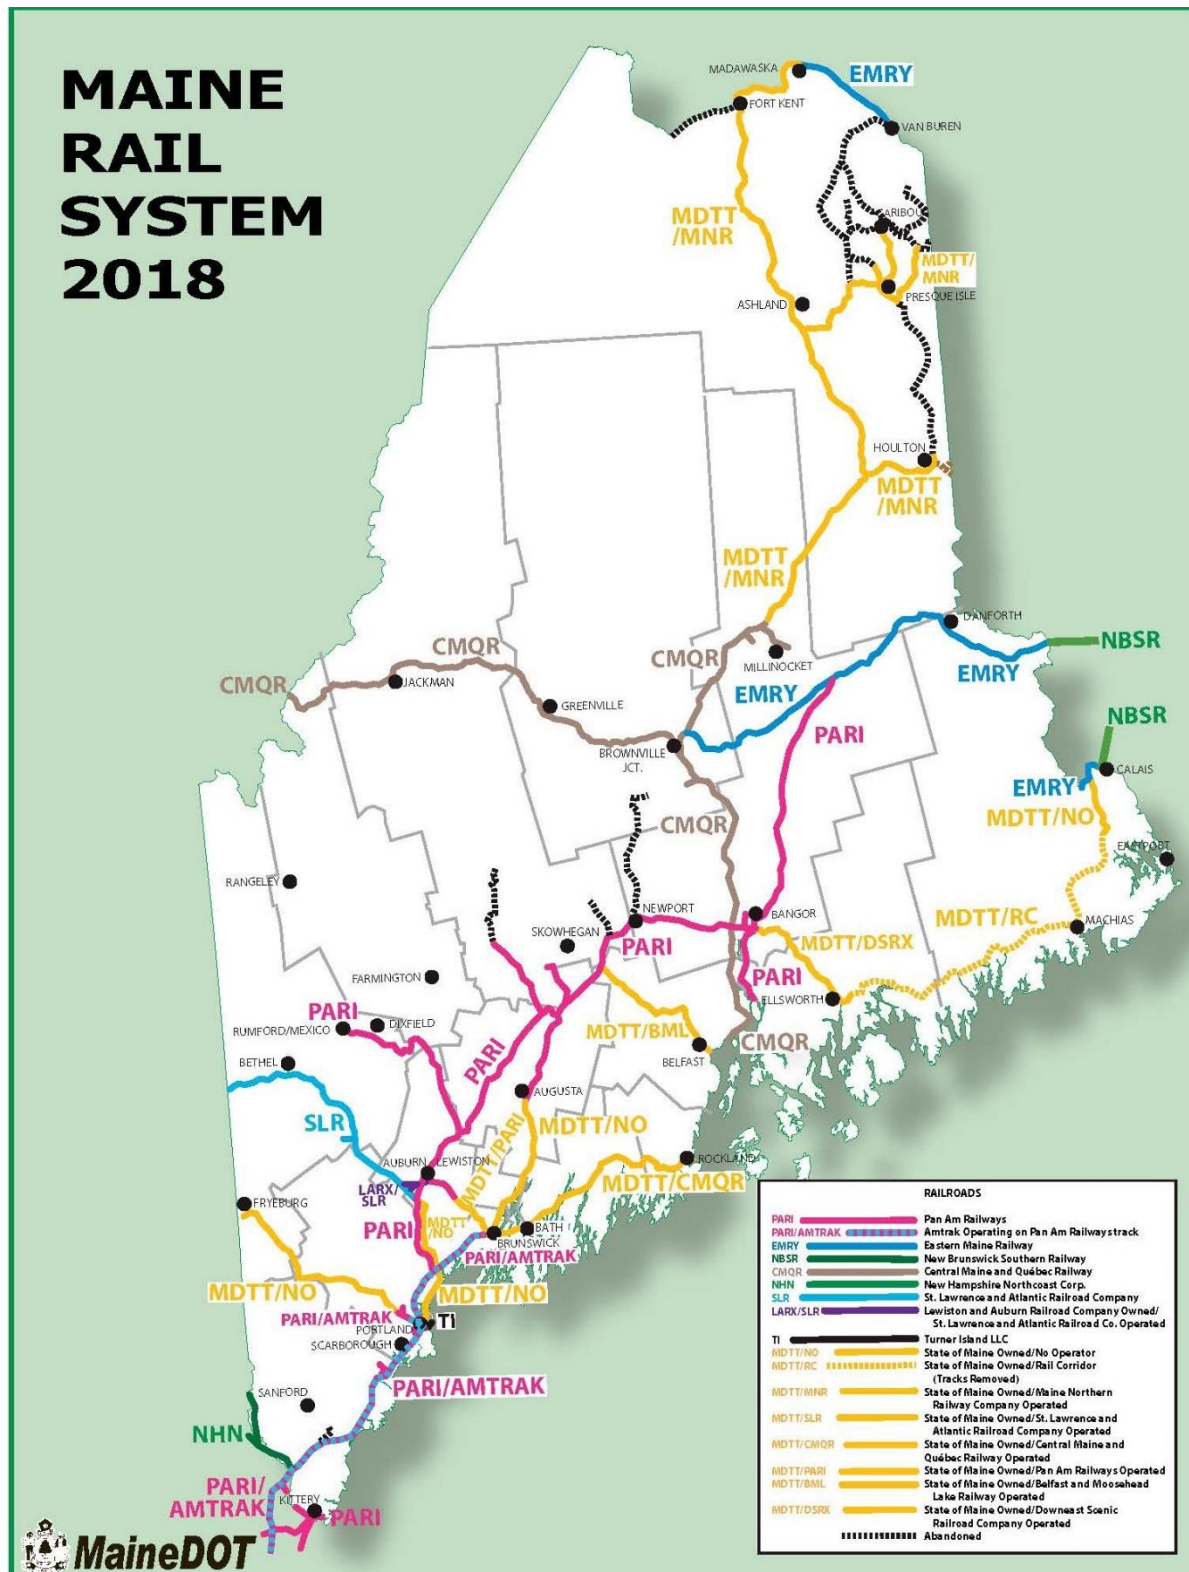 MAINE
RAIL
SYSTEM
2018
MADAWASKA
EMRY
FORT KENT
VAN BUREN
MDTT
/MNR
CARIBOU
MDTT/
MNR
PRESQUE ISLE
ASHLAND
HOULTON
MDTT
/MNR
MDTT
/MNR
DANFORTH
NBSR
CMQR
CMQR
MILLINOCKET
EMRY
CMQR
JACKMAN
EMRY
GREENVILLE
NBSR
PARI
BROWNVILLE
JCT.
CALAIS
EMRY
MDTT/NO
CMQR
EASTPORT
RANGELEY
NEWPORT
BANGOR
MDTT/RC
MACHIAS
SKOWHEGAN
PARI
MDTT/DSRX
FARMINGTON
PARI
ELLSWORTH
PARI
DIXFIELD
RUMFORD/MEXICO
MDTT/BML
CMQR
BETHEL
PARI
BELFAST
AUGUSTA
SLR
MDTT/PARI
MDTT/NO
AUBURN
LEWISTON
ROCKLAND
LARX/
SLR
MDTT/CMQR
FRYEBURG
PARI
MDTT
/NO
BATH
BRUNSWICK
PARI/AMTRAK
MDTT/NO
MDTT/NO
PARI/AMTRAK
PORTLAND
TI
SCARBOROUGH
PARI/AMTRAK
SANFORD
NHN
PARI/
AMTRAK
KITTERY
PARI
MaineDOT
RAILROADS
PARI Pan Am Railways
PARI/AMTRAK Amtrak Operating on Pan Am Railways track
EMRY Eastern Maine Railway
NBSR New Brunswick Southern Railway
CMQR Central Maine and Québec Railway
NHN New Hampshire Northcoast Corp.
SLR St. Lawrence and Atlantic Railroad Company
LARX/SLR Lewiston and Auburn Railroad Company Owned/
St. Lawrence and Atlantic Railroad Co. Operated
TI Turner Island LLC
MDTT/NO State of Maine Owned/No Operator
MDTT/RC State of Maine Owned/Rail Corridor
(Tracks Removed)
MDTT/MNR State of Maine Owned/Maine Northern
Railway Company Operated
MDTT/SLR State of Maine Owned/St. Lawrence and
Atlantic Railroad Company Operated
MDTT/CMQR State of Maine Owned/Central Maine and
Québec Railway Operated
MDTT/PARI State of Maine Owned/Pan Am Railways Operated
MDTT/BML State of Maine Owned/Belfast and Moosehead
Lake Railway Operated
MDTT/DSRX State of Maine Owned/Downeast Scenic
Railroad Company Operated
Abandoned